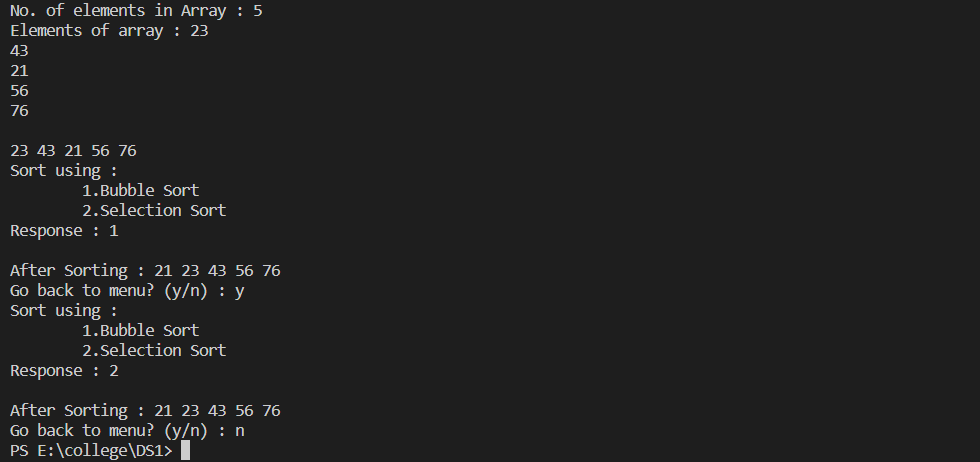 No. of elements in Array : 5
Elements of array : 23
43
21
56
76

23 43 21 56 76
Sort using :
        1.Bubble Sort
        2.Selection Sort
Response : 1

After Sorting : 21 23 43 56 76
Go back to menu? (y/n) : y
Sort using :
        1.Bubble Sort
        2.Selection Sort
Response : 2

After Sorting : 21 23 43 56 76
Go back to menu? (y/n) : n
PS E:\college\DS1>